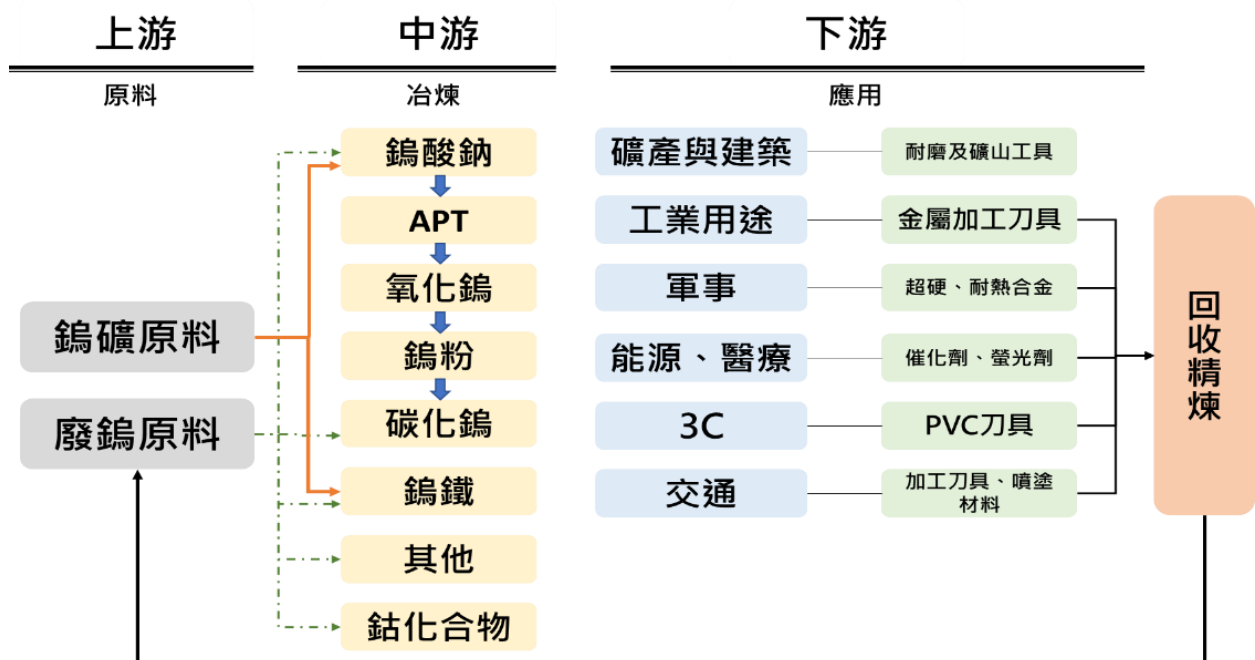 上游
中游
下游
原料
冶煉
應用
鎢礦原料
廢鎢原料
鎢酸鈉
APT
氧化鎢
鎢粉
碳化鎢
鎢鐵
其他
鈷化合物
礦產與建築
耐磨及礦山工具
工業用途
金屬加工刀具
軍事
超硬、耐熱合金
能源、醫療
催化劑、螢光劑
3C
PVC刀具
交通
加工刀具、噴塗
材料
回收精煉